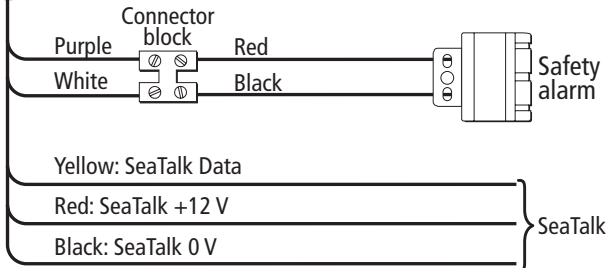 Connector
block
Purple
Red
White
Black
Safety
alarm
Yellow: SeaTalk Data
Red: SeaTalk +12 V
Black: SeaTalk 0 V
SeaTalk